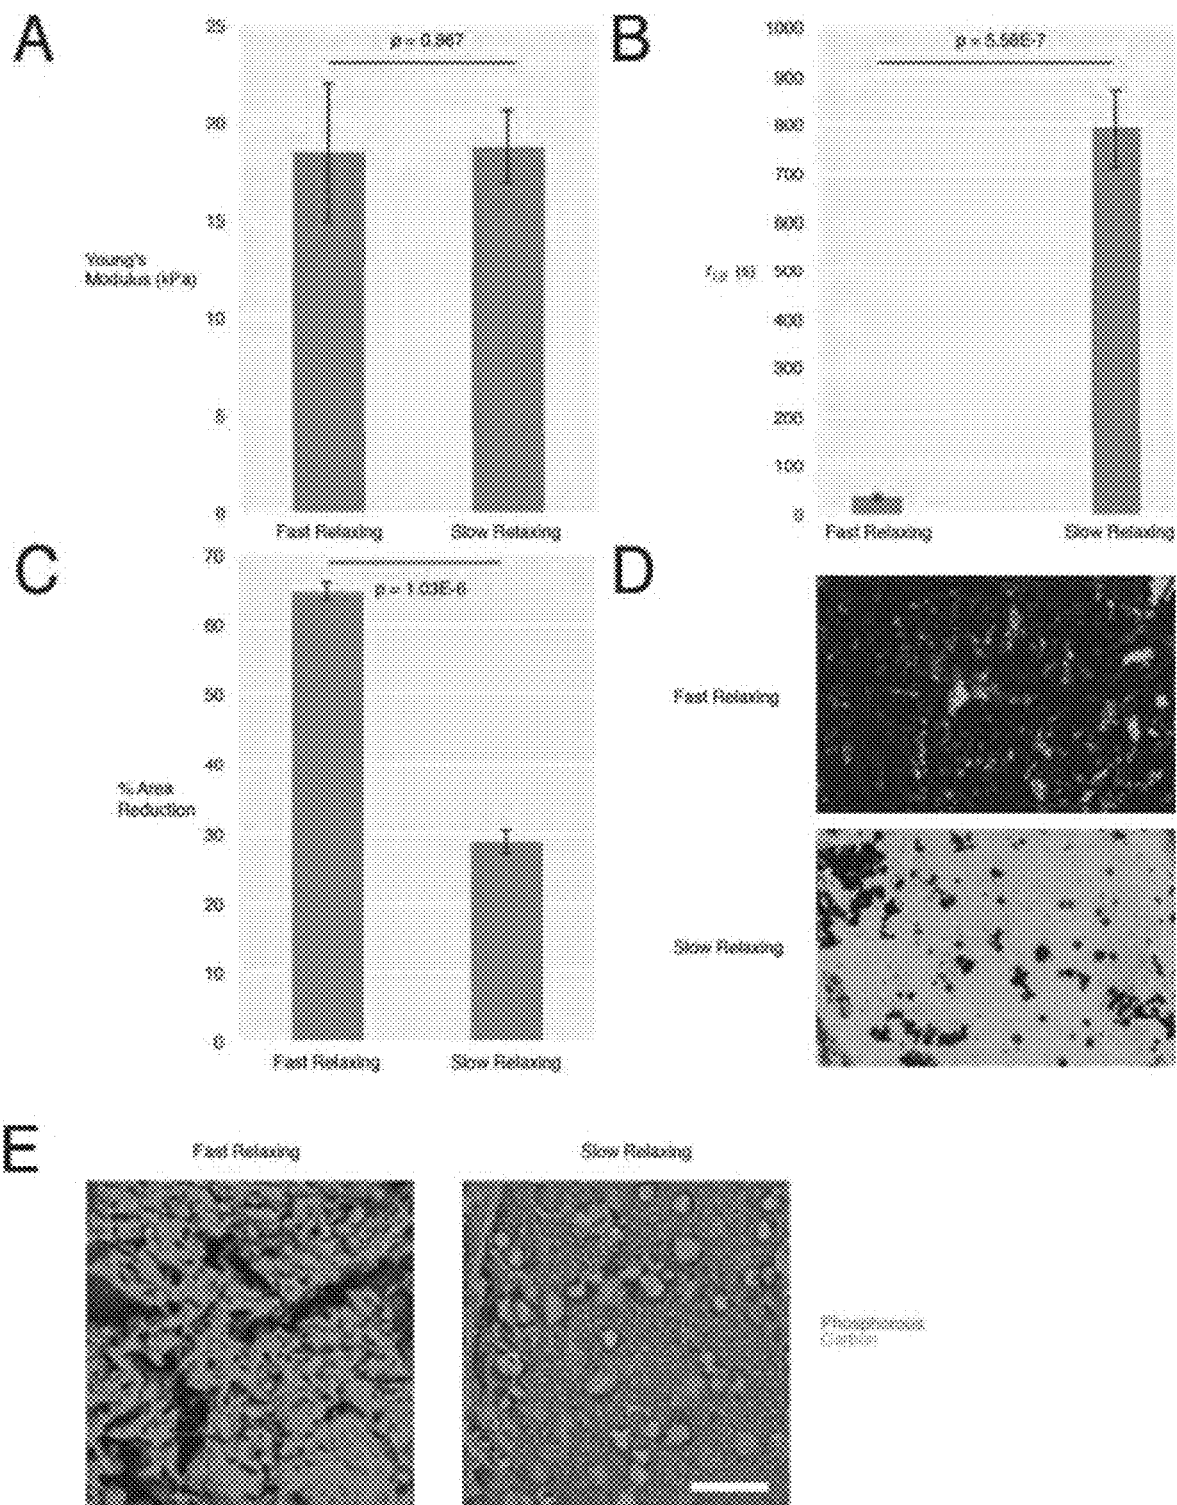 A
25
p = 0.967
20
15
Young's
Modulus (kPa)
10
5
0
Fast Relaxing
Slow Relaxing
B
1000
p = 5.56E-7
900
800
700
600
τ1/2 (s)
500
400
300
200
100
0
Fast Relaxing
Slow Relaxing
C
70
p = 1.03E-6
60
50
40
% Area
Reduction
30
20
10
0
Fast Relaxing
Slow Relaxing
D
Fast Relaxing
Slow Relaxing
E
Fast Relaxing
Slow Relaxing
Phosphorous
Carbon